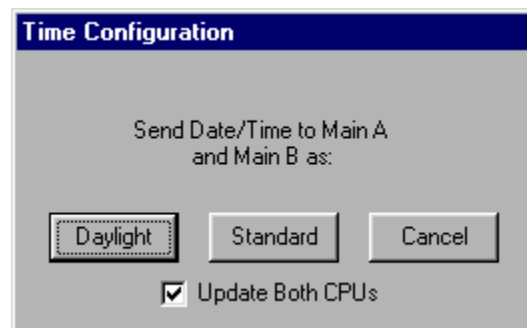 Time Configuration
Send Date/Time to Main A
and Main B as:
Daylight Standard Cancel
Update Both CPUs